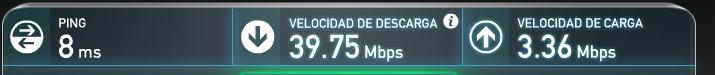 PING
8 ms
VELOCIDAD DE DESCARGA i
39.75 Mbps
VELOCIDAD DE CARGA
3.36 Mbps